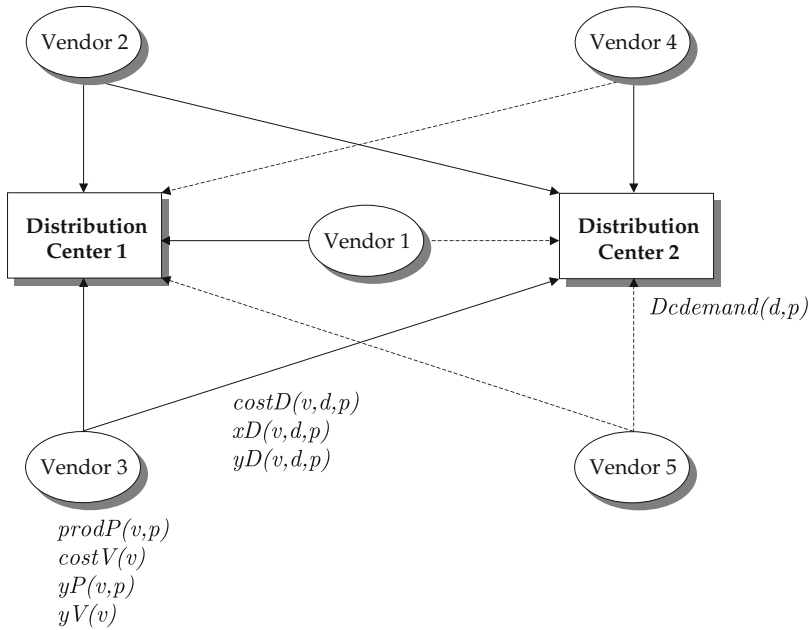 Vendor 2
Vendor 4
Distribution
Center 1
Vendor 1
Distribution
Center 2
Dcdemand(d,p)
costD(v,d,p)
xD(v,d,p)
yD(v,d,p)
Vendor 3
Vendor 5
prodP(v,p)
costV(v)
yP(v,p)
yV(v)